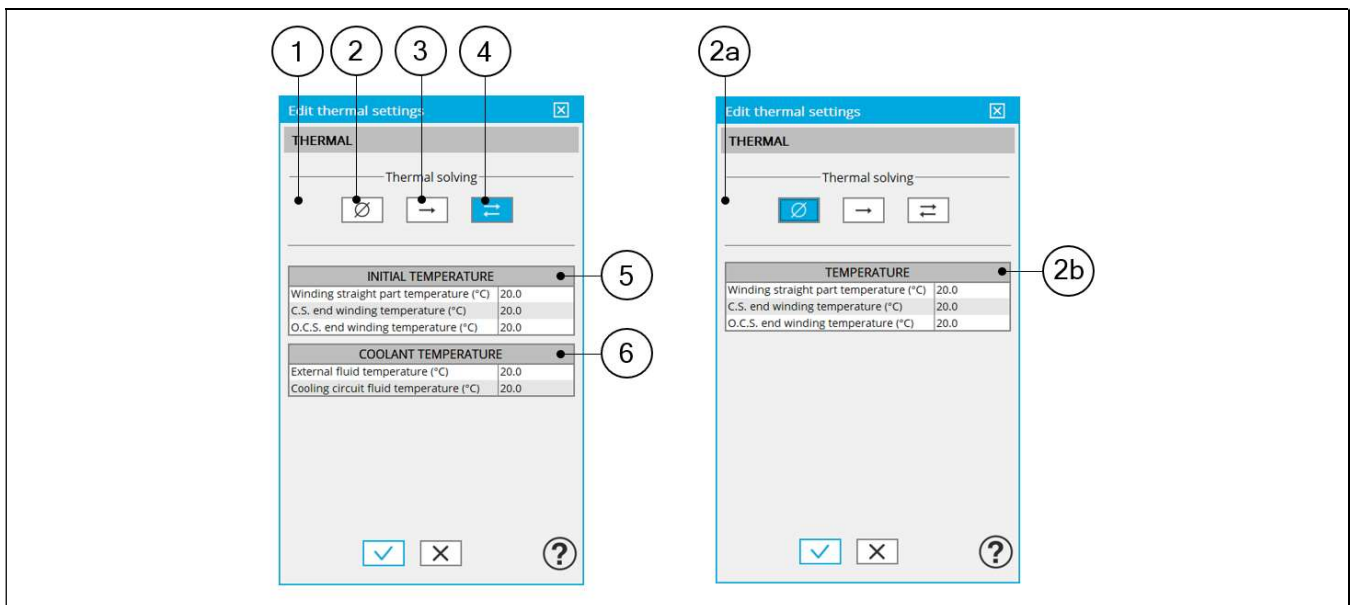 1 2 3 4
Edit thermal settings
THERMAL
Thermal solving
INITIAL TEMPERATURE
5
Winding straight part temperature (°C) 20.0
C.S. end winding temperature (°C) 20.0
O.C.S. end winding temperature (°C) 20.0
COOLANT TEMPERATURE
6
External fluid temperature (°C) 20.0
Cooling circuit fluid temperature (°C) 20.0
?
2a
Edit thermal settings
THERMAL
Thermal solving
TEMPERATURE
2b
Winding straight part temperature (°C) 20.0
C.S. end winding temperature (°C) 20.0
O.C.S. end winding temperature (°C) 20.0
?